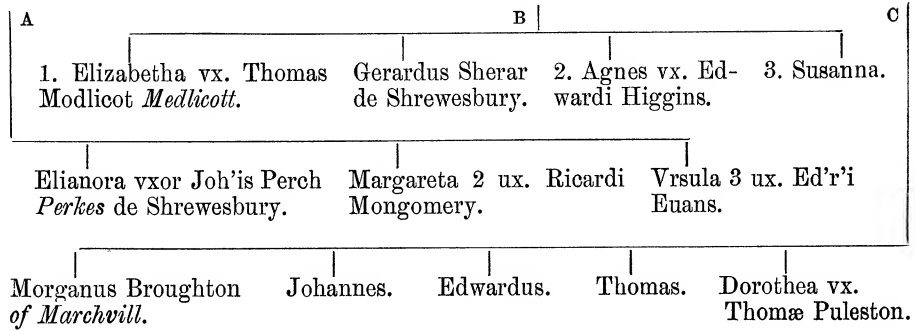 A B C
1. Elizabetha vx. Thomas Gerardus Sherar 2. Agnes vx. Ed- 3. Susanna.
Modlicot Medlicott. de Shrewesbury. wardi Higgins.
Elianora vxor Joh'is Perch Margareta 2 ux. Ricardi Vrsula 3 ux. Ed'r'i
Perkes de Shrewesbury. Mongomery. Euans.
Morganus Broughton Johannes. Edwardus. Thomas. Dorothea vx.
of Marchvill. Thomæ Puleston.